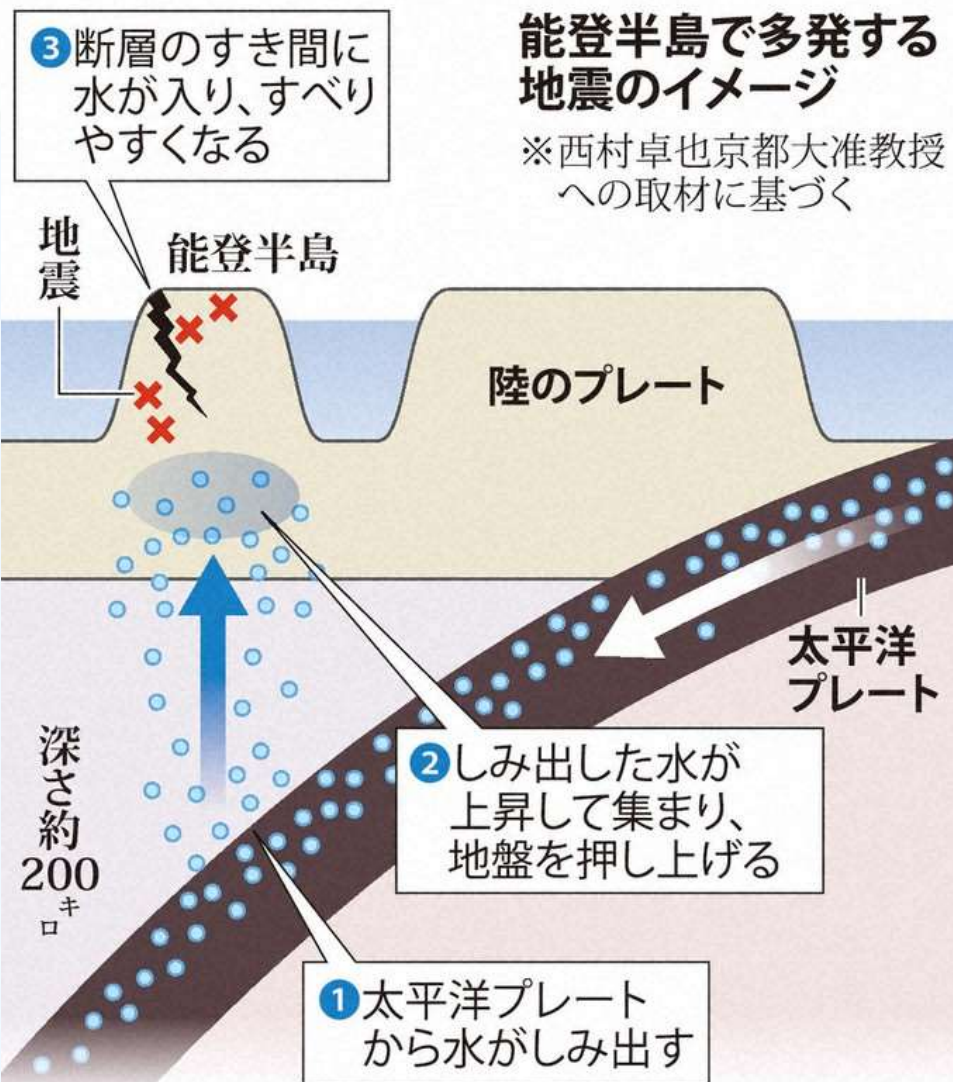 能登半島で多発する
地震のイメージ
※西村卓也京都大准教授
への取材に基づく
❸断層のすき間に
水が入り、すべり
やすくなる
地震
能登半島
陸のプレート
太平洋
プレート
❷しみ出した水が
上昇して集まり、
地盤を押し上げる
深さ約
200
キロ
❶太平洋プレート
から水がしみ出す